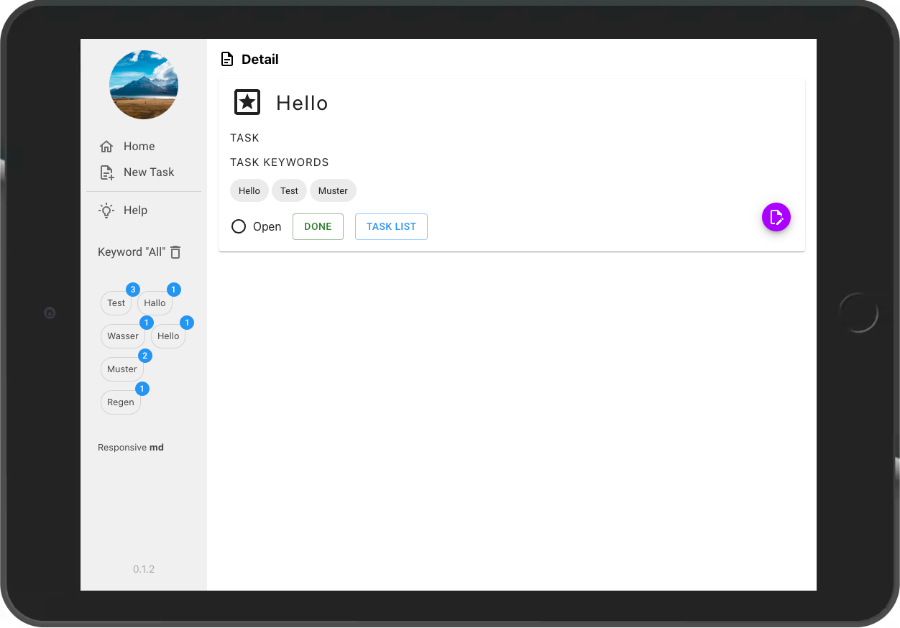 Home
New Task
Help
Keyword "All"
Test 3 Hallo 1
Wasser 1 Hello 1
Muster 2
Regen 1
Responsive md
0.1.2
Detail
Hello
TASK
TASK KEYWORDS
Hello Test Muster
Open DONE TASK LIST